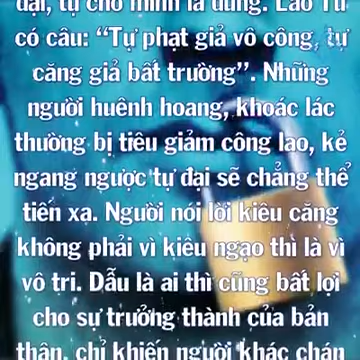 đại, tự cho mình là đúng. Lão Tử
có câu: “Tự phạt giả vô công, tự
căng giả bất trường”. Những
người huênh hoang, khoác lác
thường bị tiêu giảm công lao, kẻ
ngang ngược tự đại sẽ chẳng thể
tiến xa. Người nói lời kiêu căng
không phải vì kiêu ngạo thì là vì
vô tri. Dẫu là ai thì cũng bất lợi
cho sự trưởng thành của bản
thân, chỉ khiến người khác chán